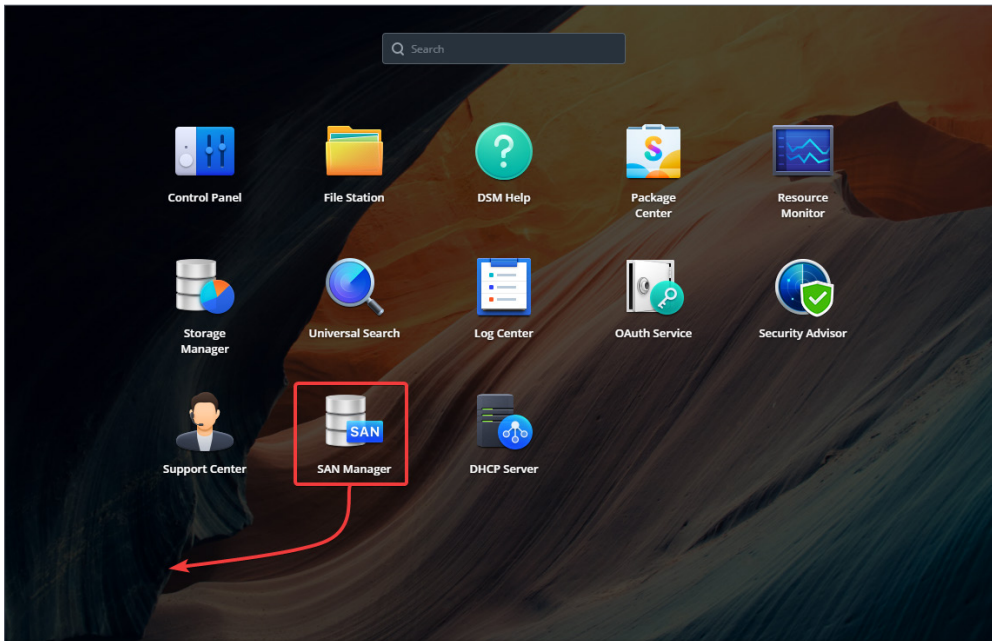 Search
Control Panel
File Station
DSM Help
Package
Center
Resource
Monitor
Storage
Manager
Universal Search
Log Center
OAuth Service
Security Advisor
Support Center
SAN
SAN Manager
DHCP Server